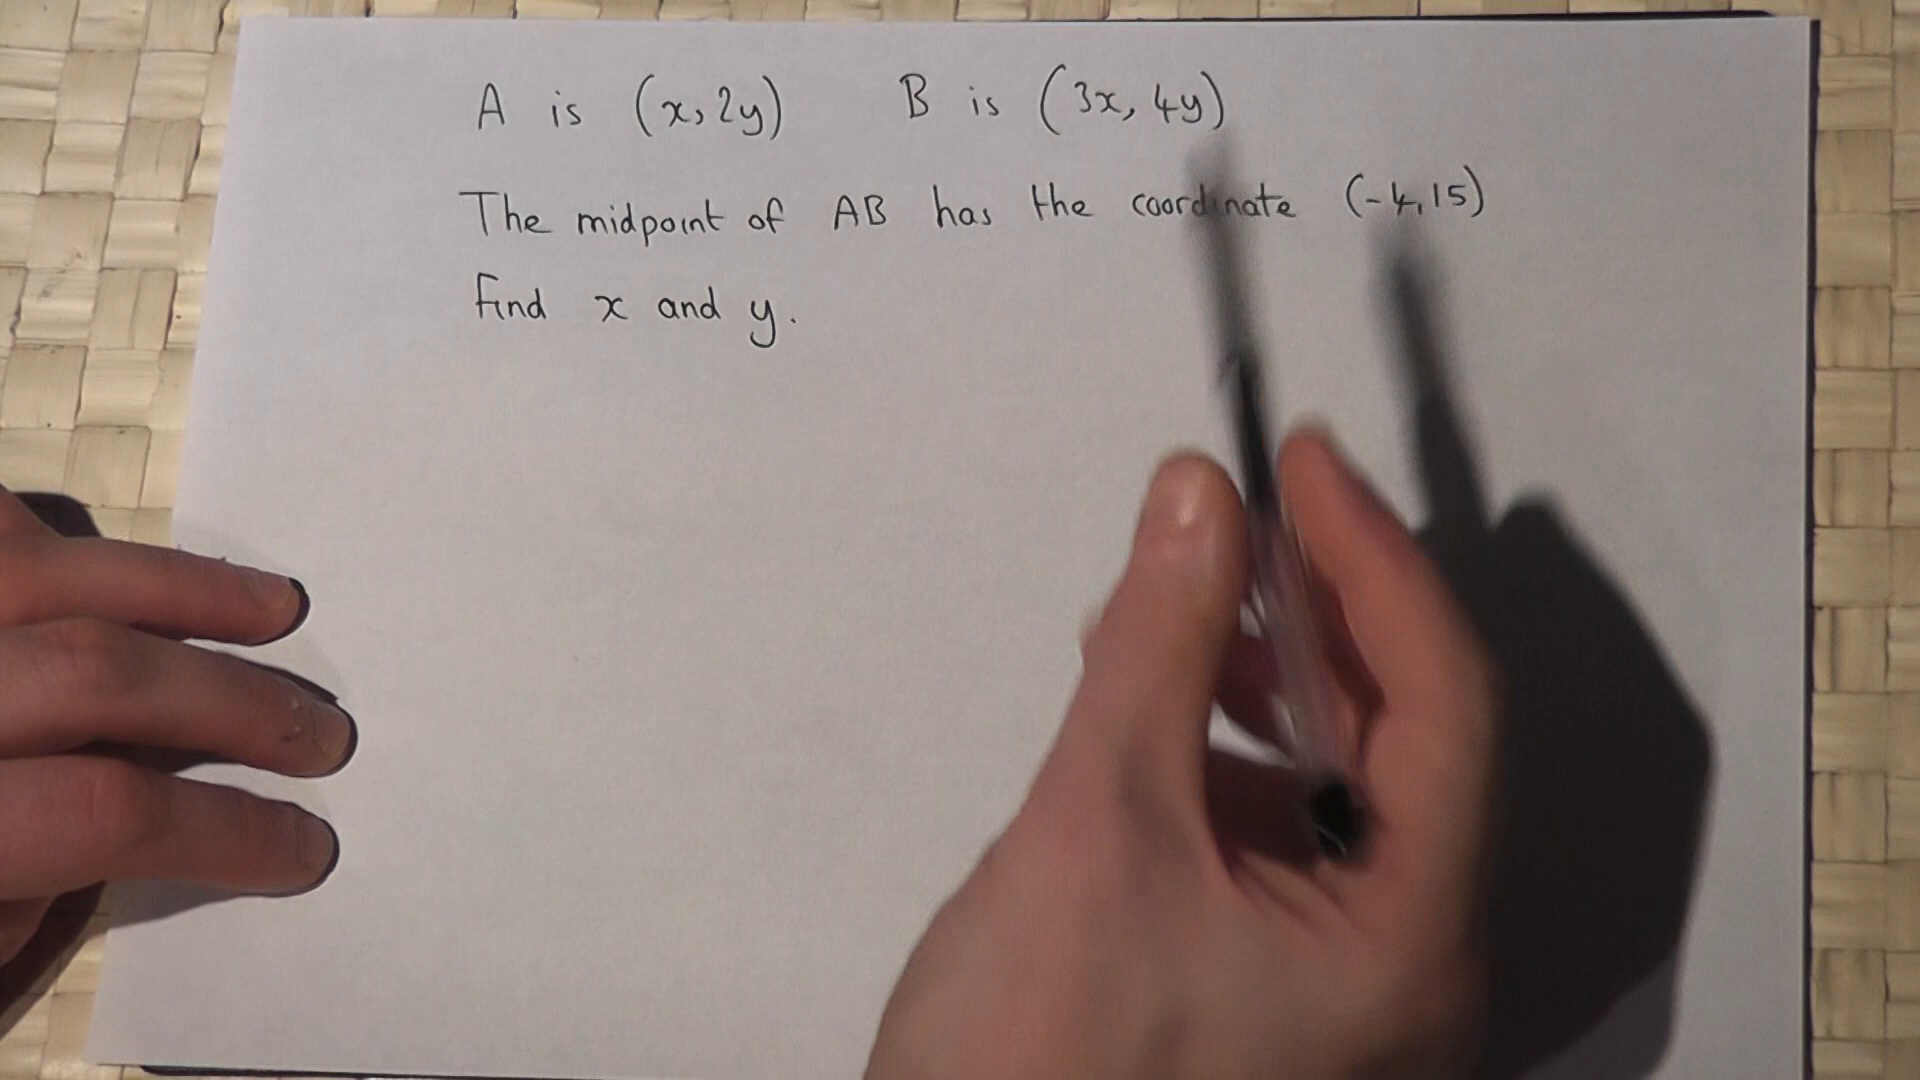 A is (x, 2y) B is (3x, 4y)
The midpoint of AB has the coordinate (-4, 15)
Find x and y.